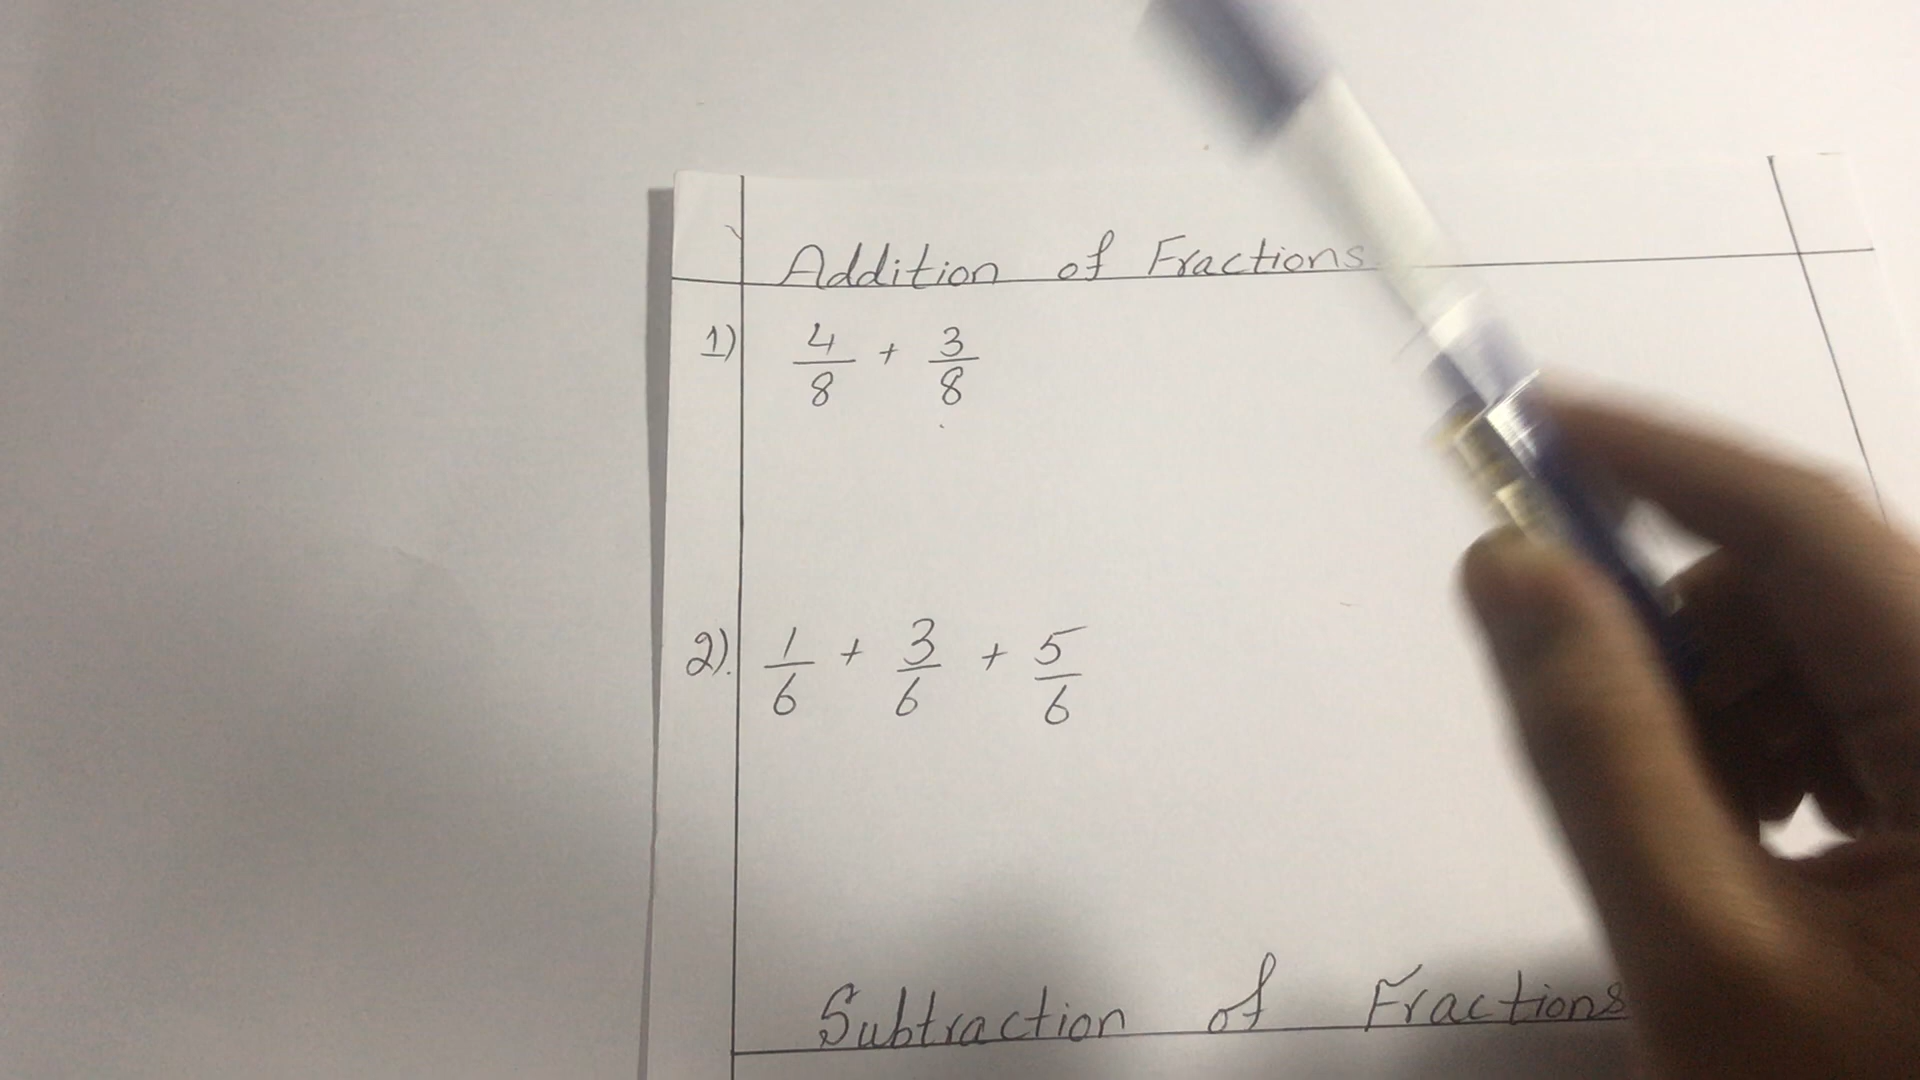 Addition of Fractions
1) 4/8 + 3/8
2). 1/6 + 3/6 + 5/6
Subtraction of Fractions